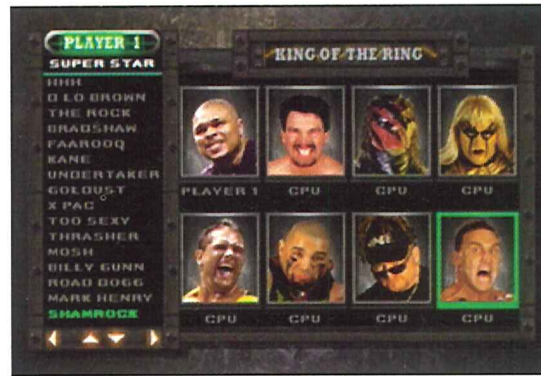 PLAYER 1
SUPER STAR
KING OF THE RING
HHH
D LO BROWN
THE ROCK
BRADSHAW
FAAROOQ
KANE
UNDERTAKER
GOLDUST
X PAC
TOO SEXY
THRASHER
MOSH
BILLY GUNN
ROAD DOGG
MARK HENRY
SHAMROCK
PLAYER 1 CPU CPU CPU
CPU CPU CPU CPU